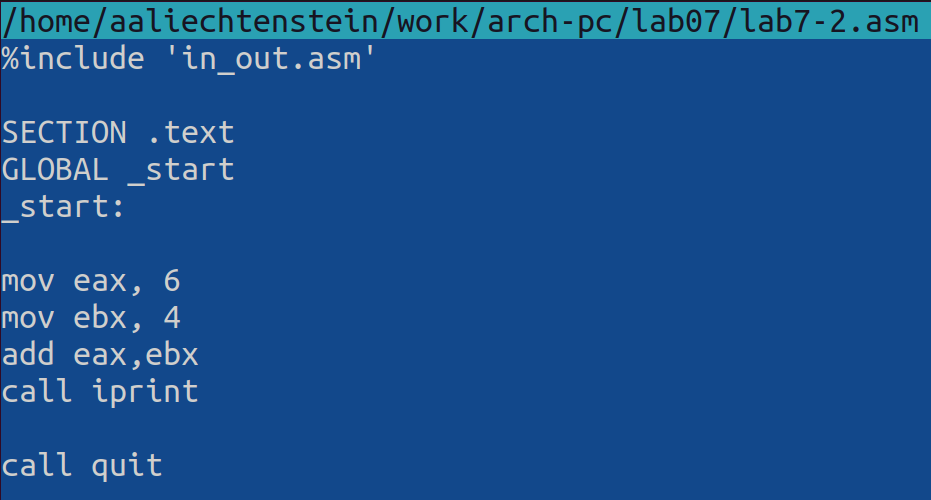 /home/aaliechtenstein/work/arch-pc/lab07/lab7-2.asm
%include 'in_out.asm'
SECTION .text
GLOBAL _start
_start:
mov eax, 6
mov ebx, 4
add eax,ebx
call iprint
call quit